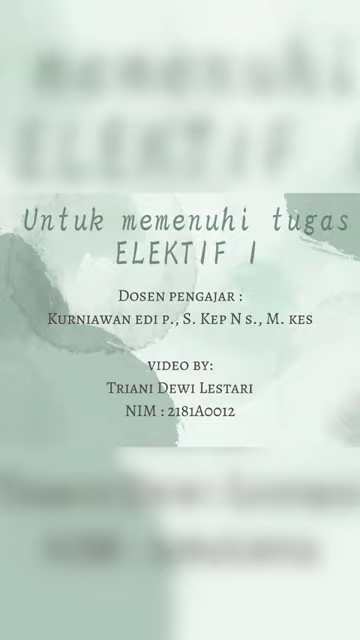 Untuk memenuhi tugas
ELEKTIF I
DOSEN PENGAJAR :
KURNIAWAN EDI P., S. KEP N S., M. KES
VIDEO BY:
TRIANI DEWI LESTARI
NIM : 2181A0012